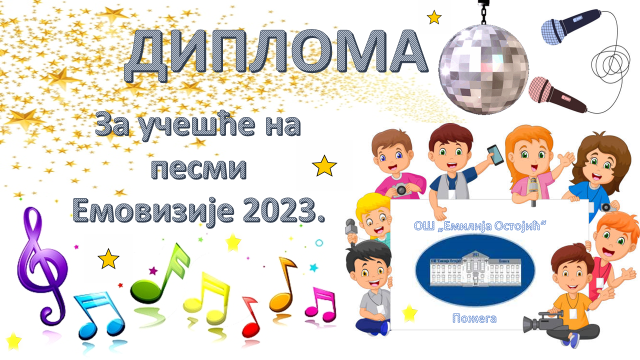 ДИПЛОМА
За учешће на
песми
Емовизије 2023.
ОШ „Емилија Остојић“
Пожега